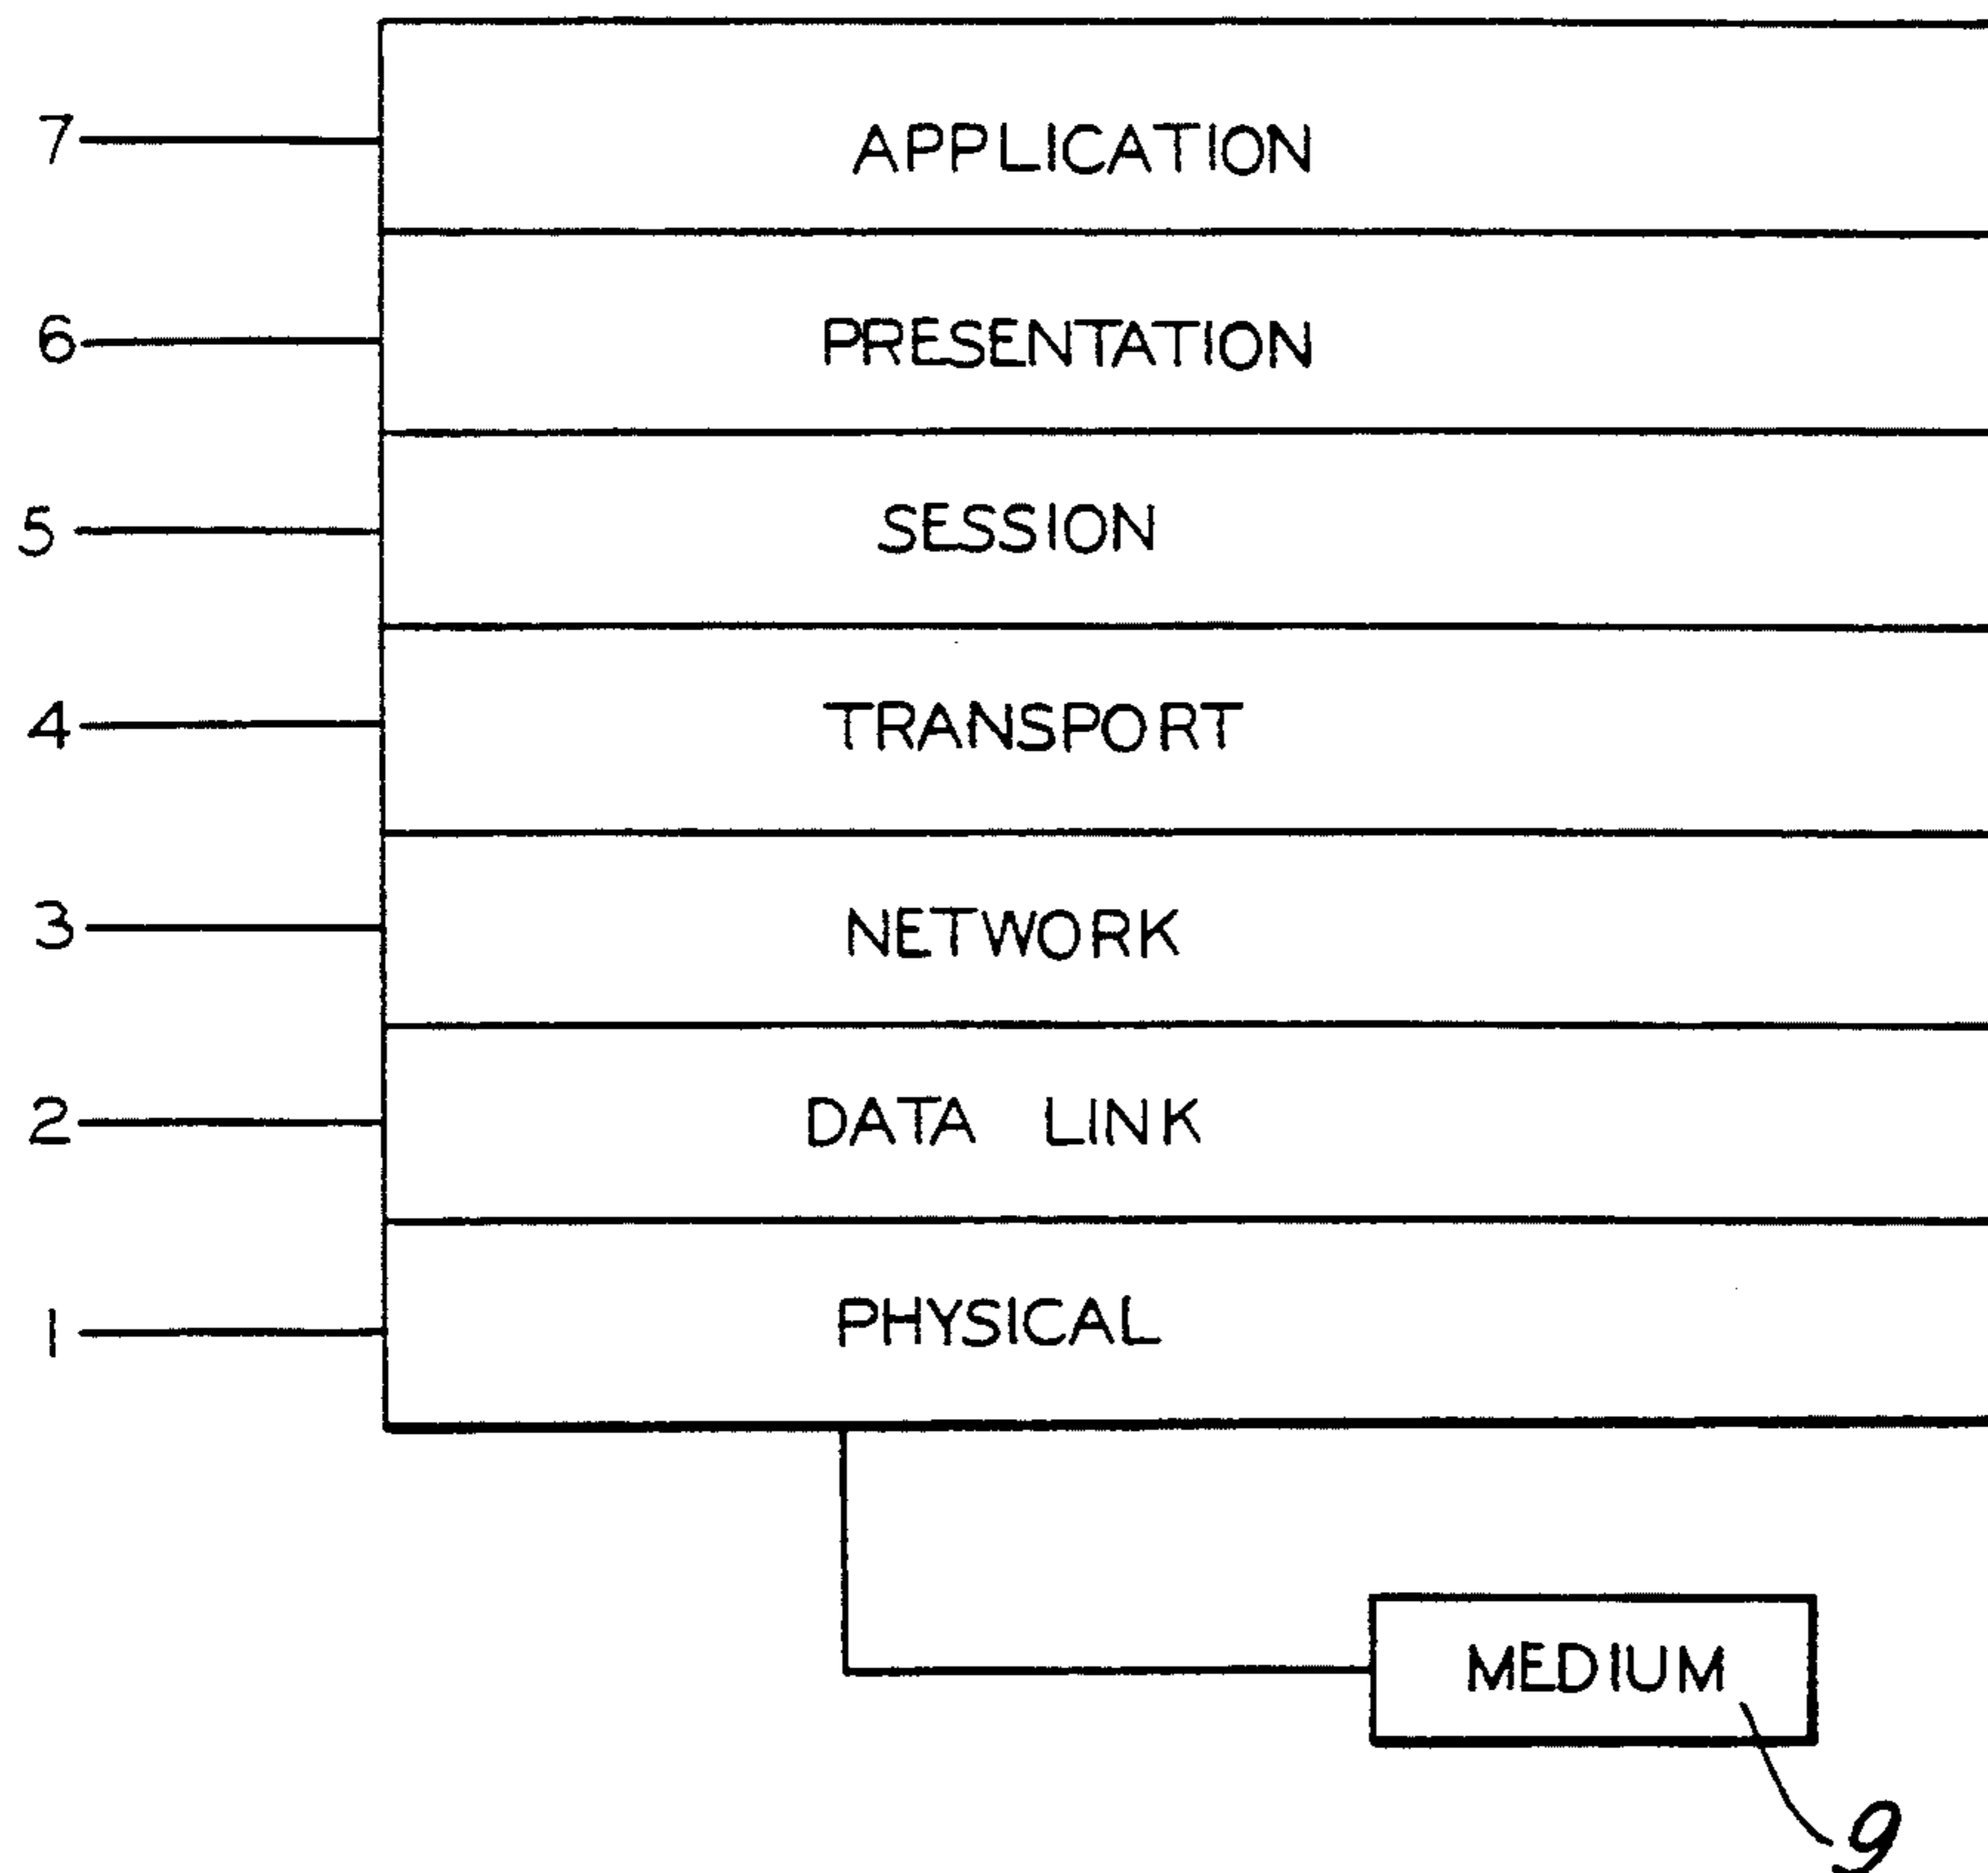 7 APPLICATION
6 PRESENTATION
5 SESSION
4 TRANSPORT
3 NETWORK
2 DATA LINK
1 PHYSICAL
MEDIUM
9